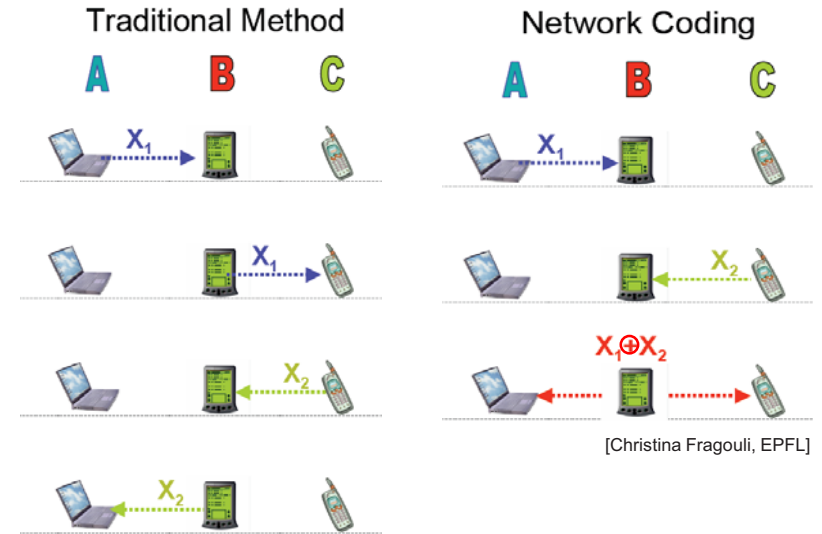 Traditional Method
A B C
X₁
X₁
X₂
X₂
Network Coding
A B C
X₁
X₂
X₁⊕X₂
[Christina Fragouli, EPFL]